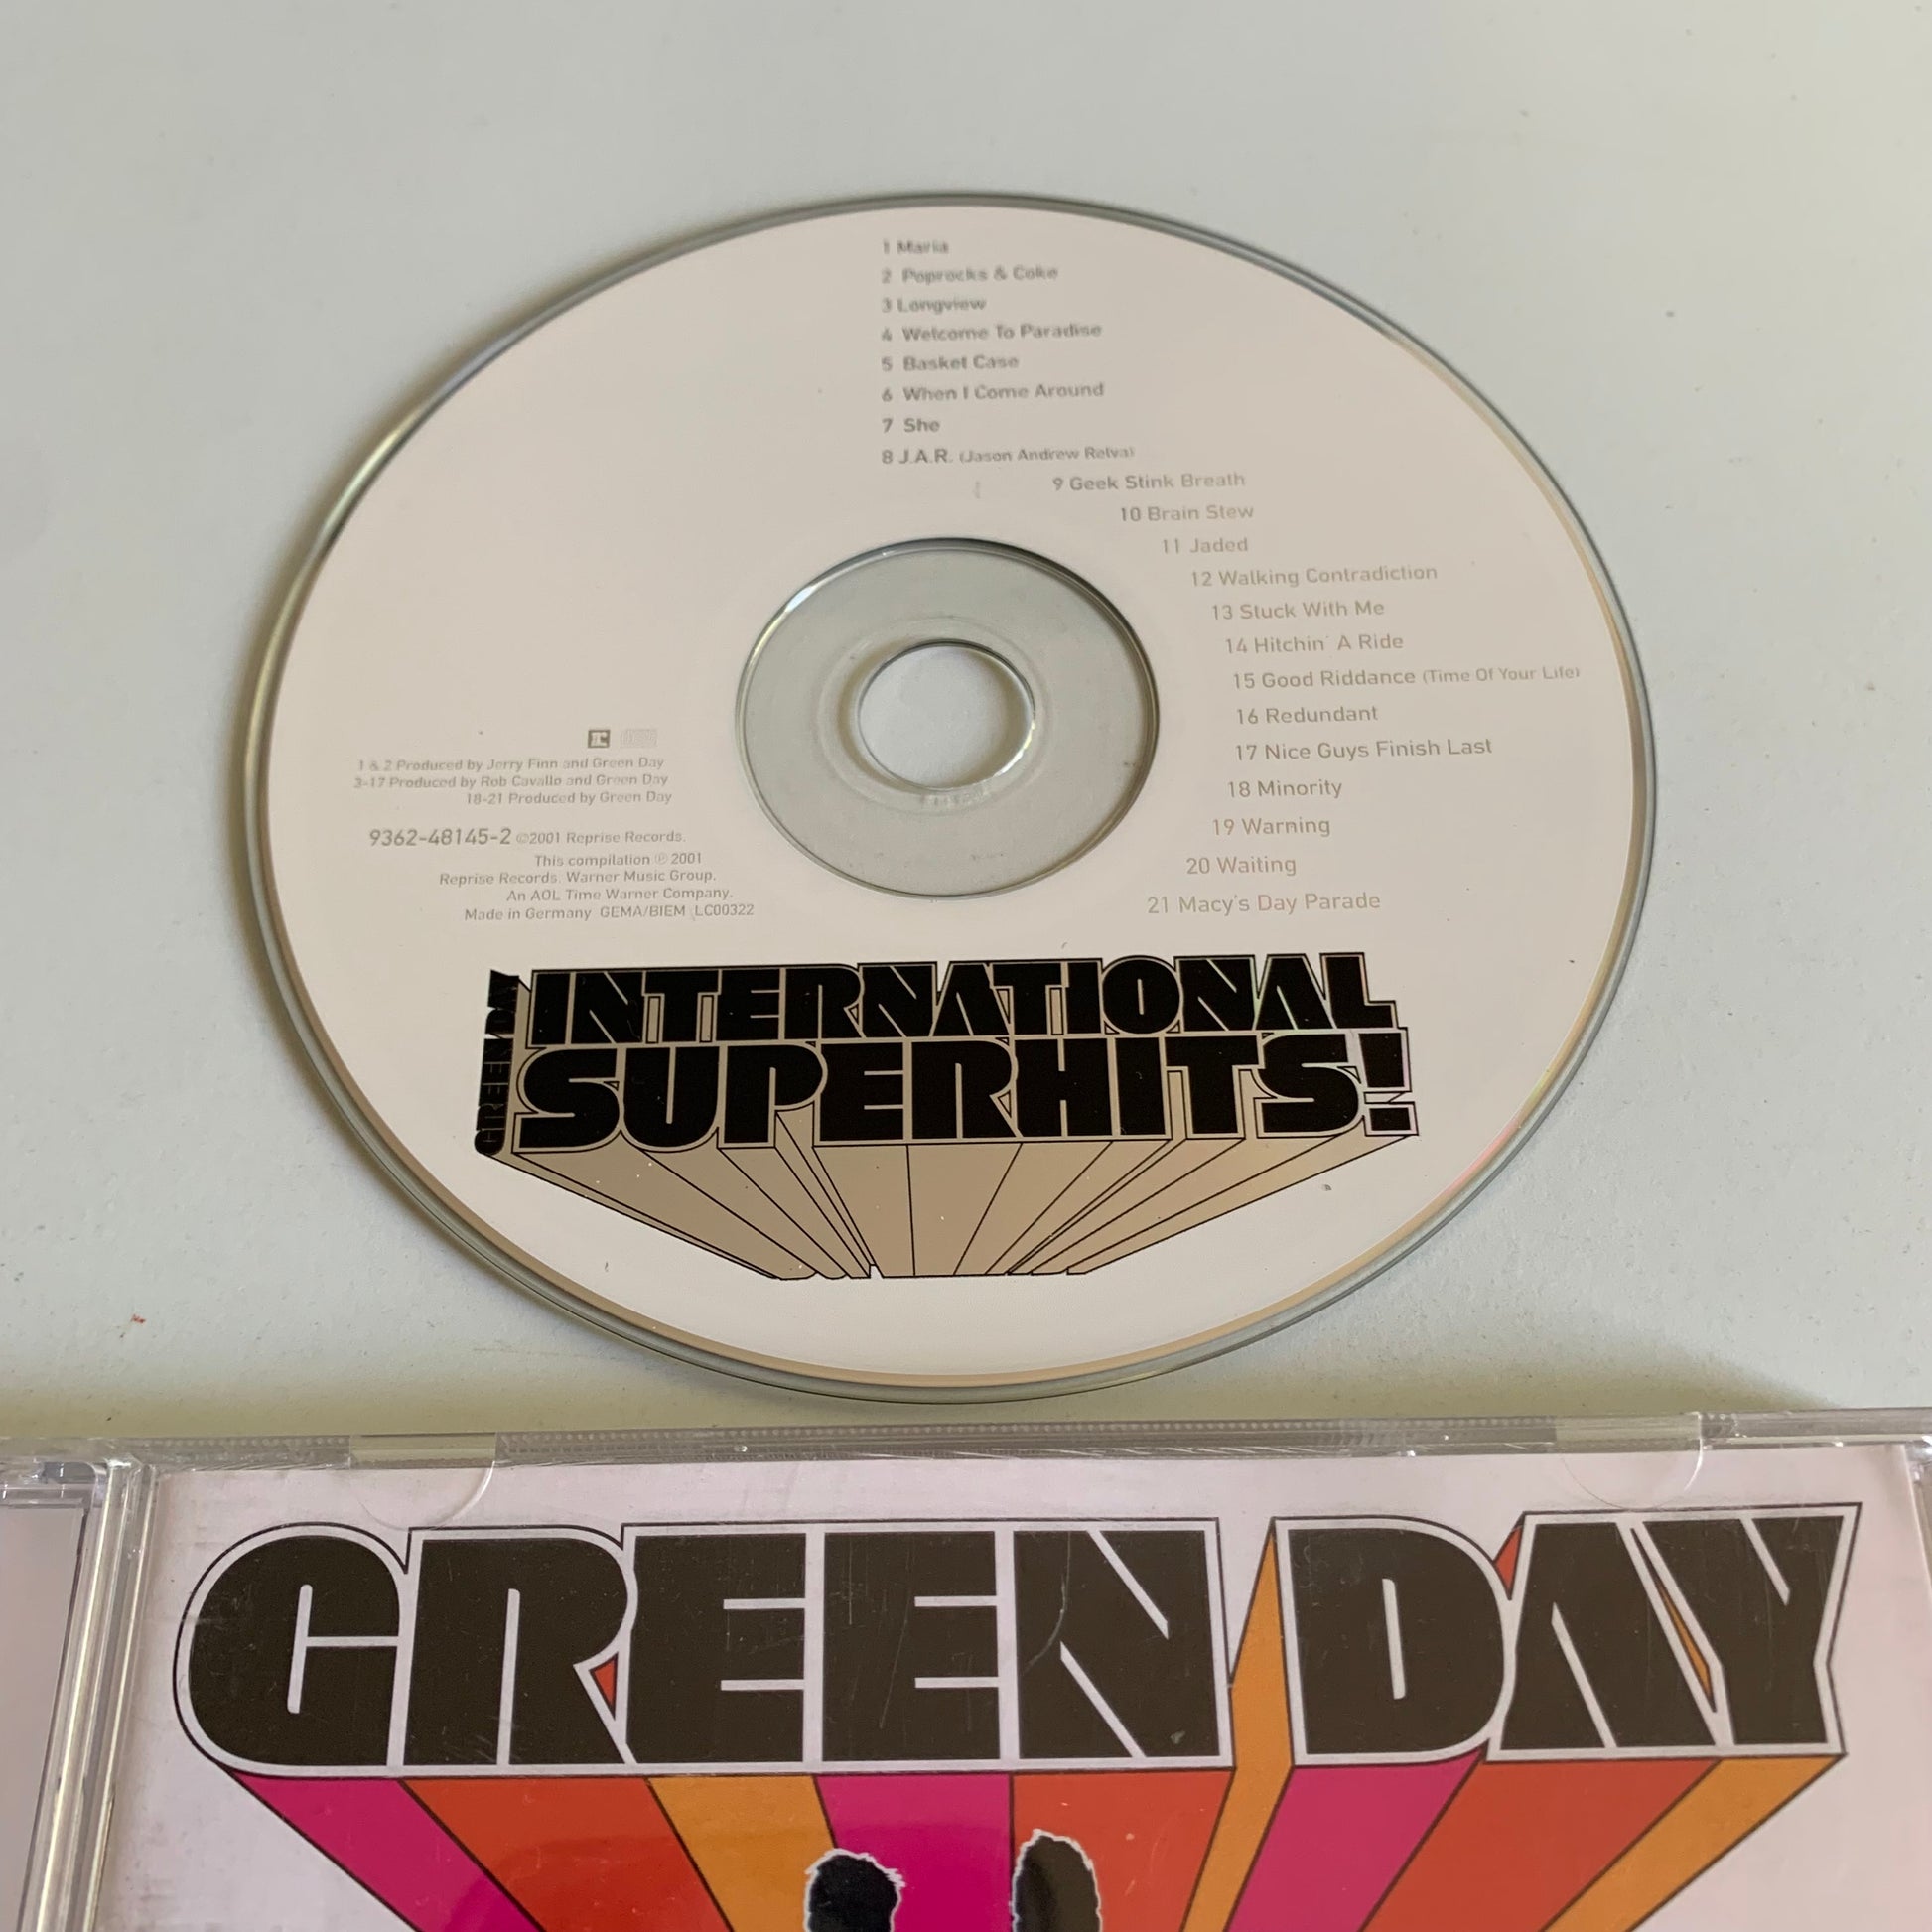 1 Maria
2 Poprocks & Coke
3 Longview
4 Welcome To Paradise
5 Basket Case
6 When I Come Around
7 She
8 J.A.R. (Jason Andrew Relva)
9 Geek Stink Breath
10 Brain Stew
11 Jaded
12 Walking Contradiction
13 Stuck With Me
14 Hitchin' A Ride
15 Good Riddance (Time Of Your Life)
16 Redundant
17 Nice Guys Finish Last
18 Minority
19 Warning
20 Waiting
21 Macy's Day Parade
1 & 2 Produced by Jerry Finn and Green Day
3-17 Produced by Rob Cavallo and Green Day
18-21 Produced by Green Day
9362-48145-2 ©2001 Reprise Records.
This compilation ℗ 2001
Reprise Records. Warner Music Group.
An AOL Time Warner Company.
Made in Germany GEMA/BIEM LC00322
GREEN DAY
INTERNATIONAL
SUPERHITS!
GREEN DAY